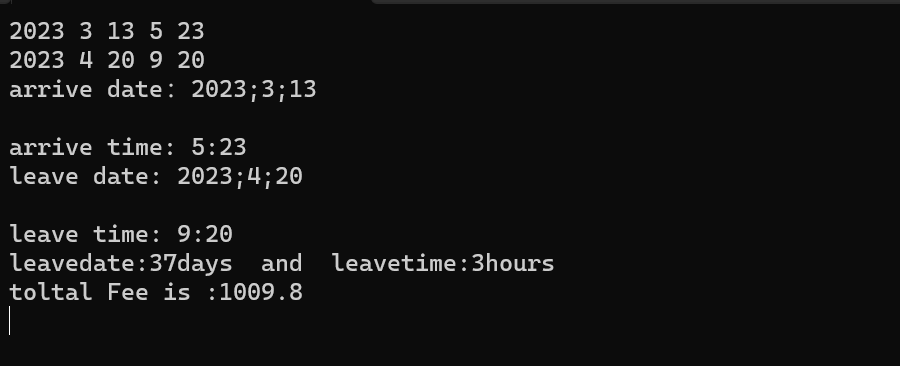 2023 3 13 5 23
2023 4 20 9 20
arrive date: 2023;3;13
arrive time: 5:23
leave date: 2023;4;20
leave time: 9:20
leavedate:37days  and  leavetime:3hours
toltal Fee is :1009.8